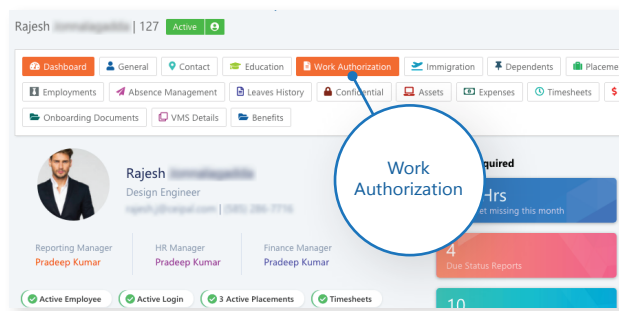 Rajesh | 127 Active
Dashboard General Contact Education Work Authorization Immigration Dependents Placeme
Employments Absence Management Leaves History Confidential Assets Expenses Timesheets $
Onboarding Documents VMS Details Benefits
Work
Authorization
quired
Rajesh
Design Engineer
Hrs
et missing this month
Reporting Manager HR Manager Finance Manager
Pradeep Kumar Pradeep Kumar Pradeep Kumar
4
Due Status Reports
Active Employee Active Login 3 Active Placements Timesheets
10